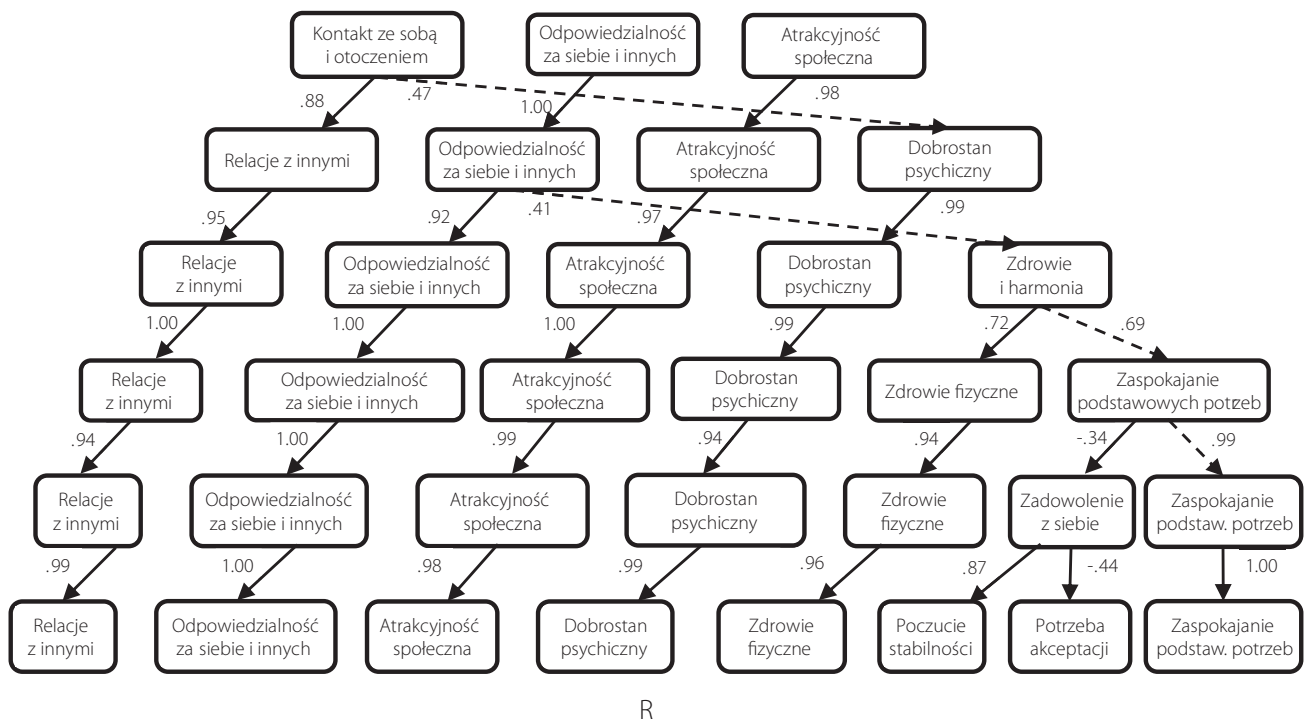 Kontakt ze sobą
i otoczeniem
Odpowiedzialność
za siebie i innych
Atrakcyjność
społeczna
.88
.47
1.00
.98
Relacje z innymi
Odpowiedzialność
za siebie i innych
Atrakcyjność
społeczna
Dobrostan
psychiczny
.95
.92
.41
.97
.99
Relacje
z innymi
Odpowiedzialność
za siebie i innych
Atrakcyjność
społeczna
Dobrostan
psychiczny
Zdrowie
i harmonia
1.00
1.00
1.00
.99
.72
.69
Relacje
z innymi
Odpowiedzialność
za siebie i innych
Atrakcyjność
społeczna
Dobrostan
psychiczny
Zdrowie fizyczne
Zaspokajanie
podstawowych potrzeb
.94
1.00
.99
.94
.94
-.34
.99
Relacje
z innymi
Odpowiedzialność
za siebie i innych
Atrakcyjność
społeczna
Dobrostan
psychiczny
Zdrowie
fizyczne
Zadowolenie
z siebie
Zaspokajanie
podstaw. potrzeb
.99
1.00
.98
.99
.96
.87
-.44
1.00
Relacje
z innymi
Odpowiedzialność
za siebie i innych
Atrakcyjność
społeczna
Dobrostan
psychiczny
Zdrowie
fizyczne
Poczucie
stabilności
Potrzeba
akceptacji
Zaspokajanie
podstaw. potrzeb
R